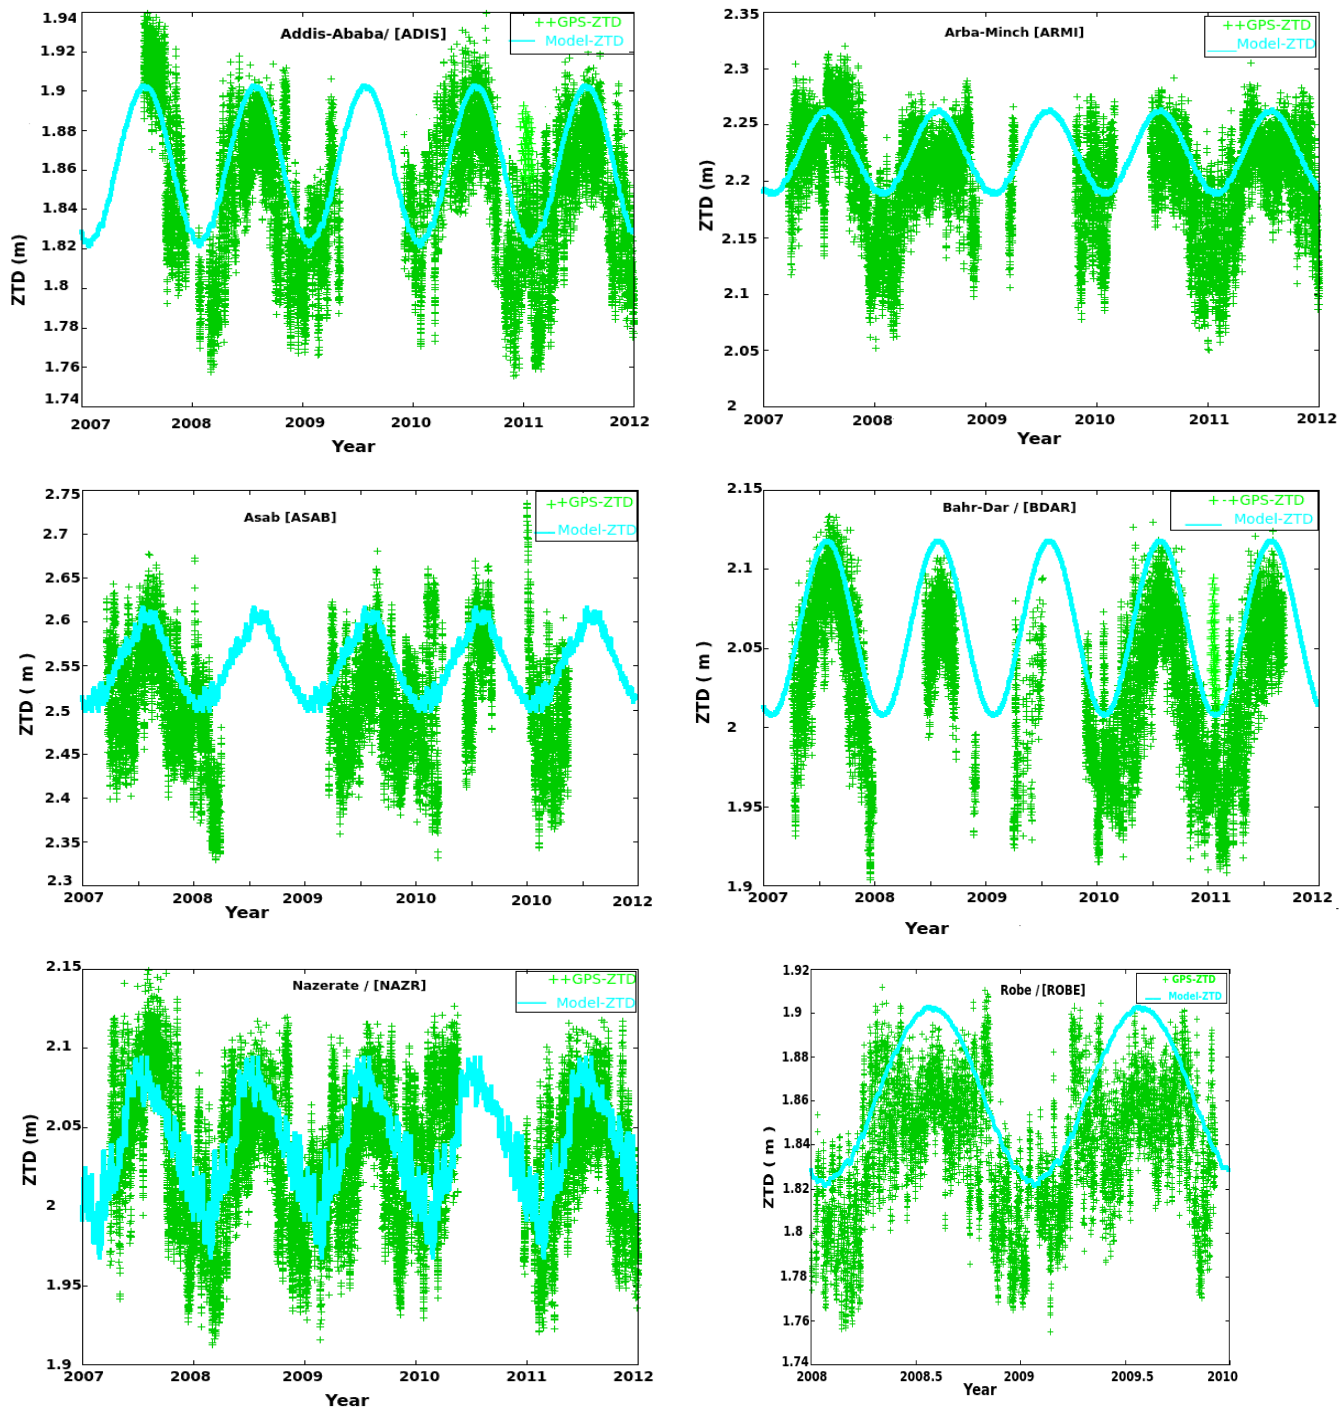 Addis-Ababa/ [ADIS]
++GPS-ZTD
Model-ZTD
1.94
1.92
1.9
1.88
1.86
1.84
1.82
1.8
1.78
1.76
1.74
ZTD (m)
2007 2008 2009 2010 2011 2012
Year
Arba-Minch [ARMI]
++GPS-ZTD
Model-ZTD
2.35
2.3
2.25
2.2
2.15
2.1
2.05
2
ZTD (m)
2007 2008 2009 2010 2011 2012
Year
Asab [ASAB]
++GPS-ZTD
Model-ZTD
2.75
2.7
2.65
2.6
2.55
2.5
2.45
2.4
2.35
2.3
ZTD ( m )
2007 2008 2009 2010 2010 2012
Year
Bahr-Dar / [BDAR]
+-+GPS-ZTD
Model-ZTD
2.15
2.1
2.05
2
1.95
1.9
ZTD ( m )
2007 2008 2009 2010 2011 2012
Year
Nazerate / [NAZR]
++GPS-ZTD
Model-ZTD
2.15
2.1
2.05
2
1.95
1.9
ZTD (m)
2007 2008 2009 2010 2011 2012
Year
Robe /[ROBE]
+ GPS-ZTD
Model-ZTD
1.92
1.9
1.88
1.86
1.84
1.82
1.8
1.78
1.76
1.74
ZTD ( m )
2008 2008.5 2009 2009.5 2010
Year